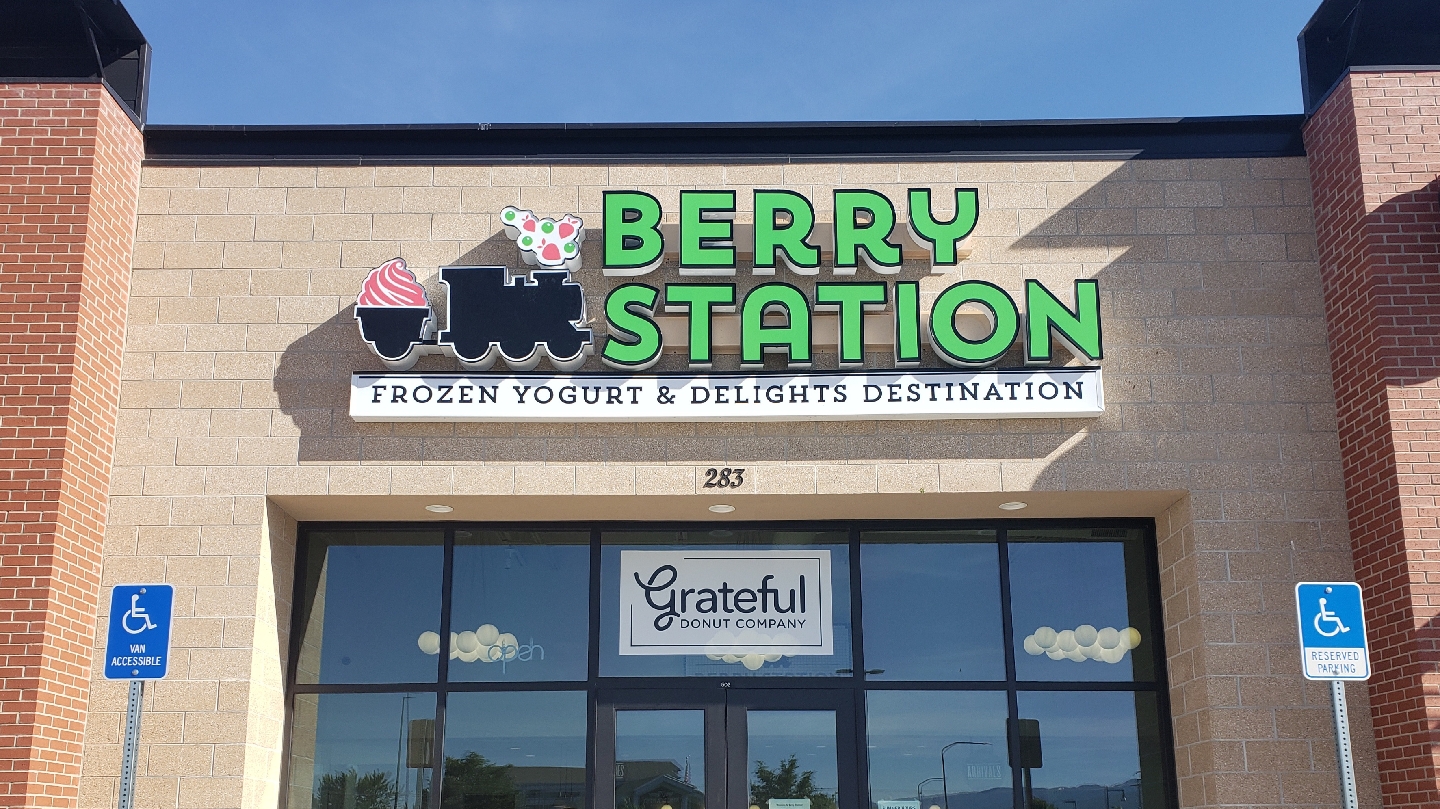 BERRY
STATION
FROZEN YOGURT & DELIGHTS DESTINATION
283
Grateful
DONUT COMPANY
VAN
ACCESSIBLE
RESERVED
PARKING